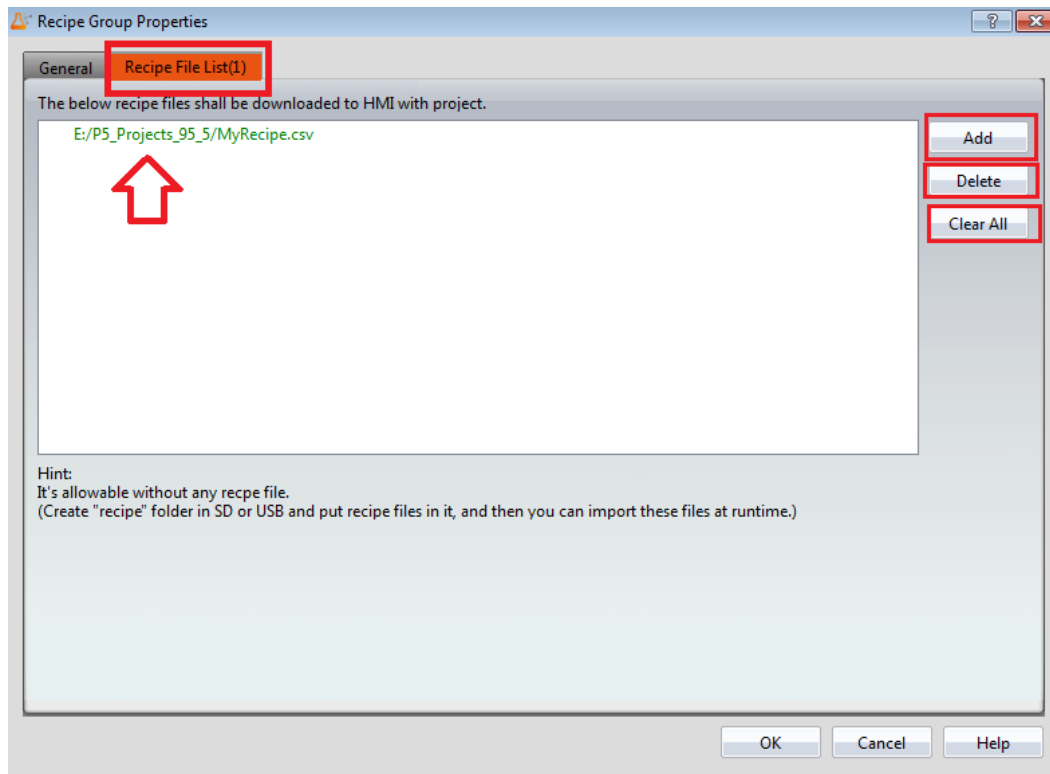 Recipe Group Properties
?
General
Recipe File List(1)
The below recipe files shall be downloaded to HMI with project.
E:/P5_Projects_95_5/MyRecipe.csv
Add
Delete
Clear All
Hint:
It's allowable without any recpe file.
(Create "recipe" folder in SD or USB and put recipe files in it, and then you can import these files at runtime.)
OK
Cancel
Help